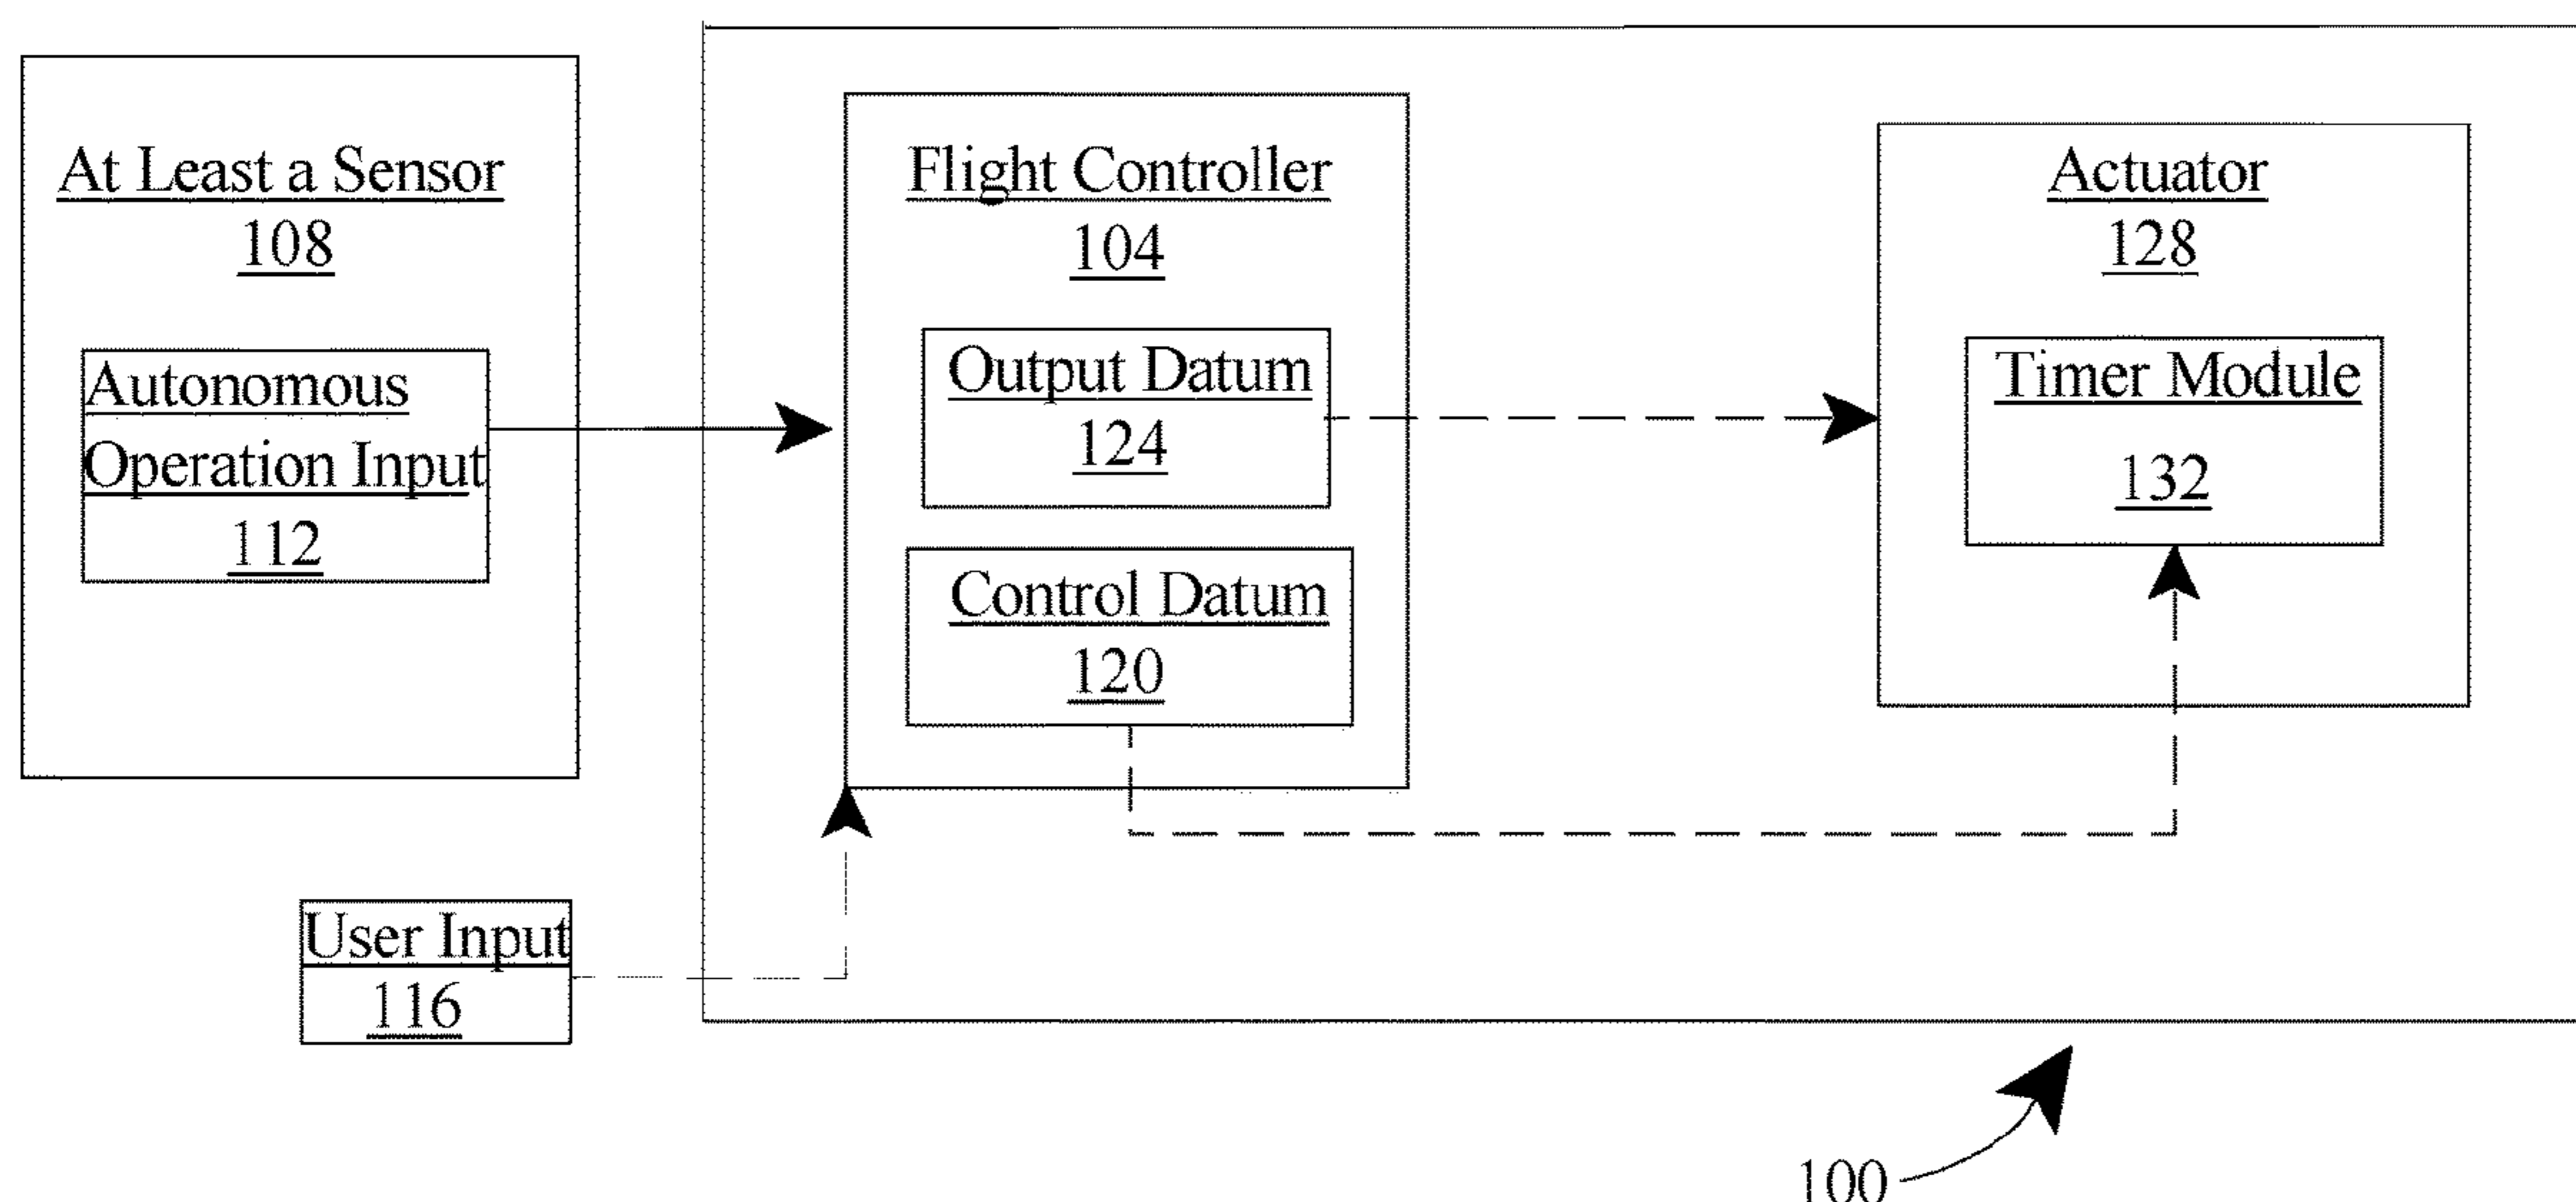 At Least a Sensor
108
Autonomous
Operation Input
112
User Input
116
Flight Controller
104
Output Datum
124
Control Datum
120
Actuator
128
Timer Module
132
100